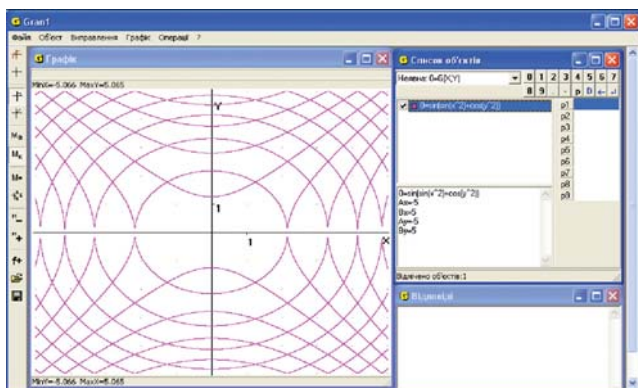 Gran1
Файл Об'єкт Виправлення Графік Операції ?
Графік
MinX=-5.066 MaxY=5.065
Y
1
1
X
MinY=-5.066 MaxX=5.065
Список об'єктів
Неявна: 0=G(X,Y)
0 1 2 3 4 5 6 7
8 9 . - p D ← ↵
0=sin(sin(x^2)+cos(y^2))
p1
p2
p3
p4
p5
p6
p7
p8
p9
0=sin(sin(x^2)+cos(y^2))
Ax=-5
Bx=5
Ay=-5
By=5
Відмічено об'єктів:1
Відповіді